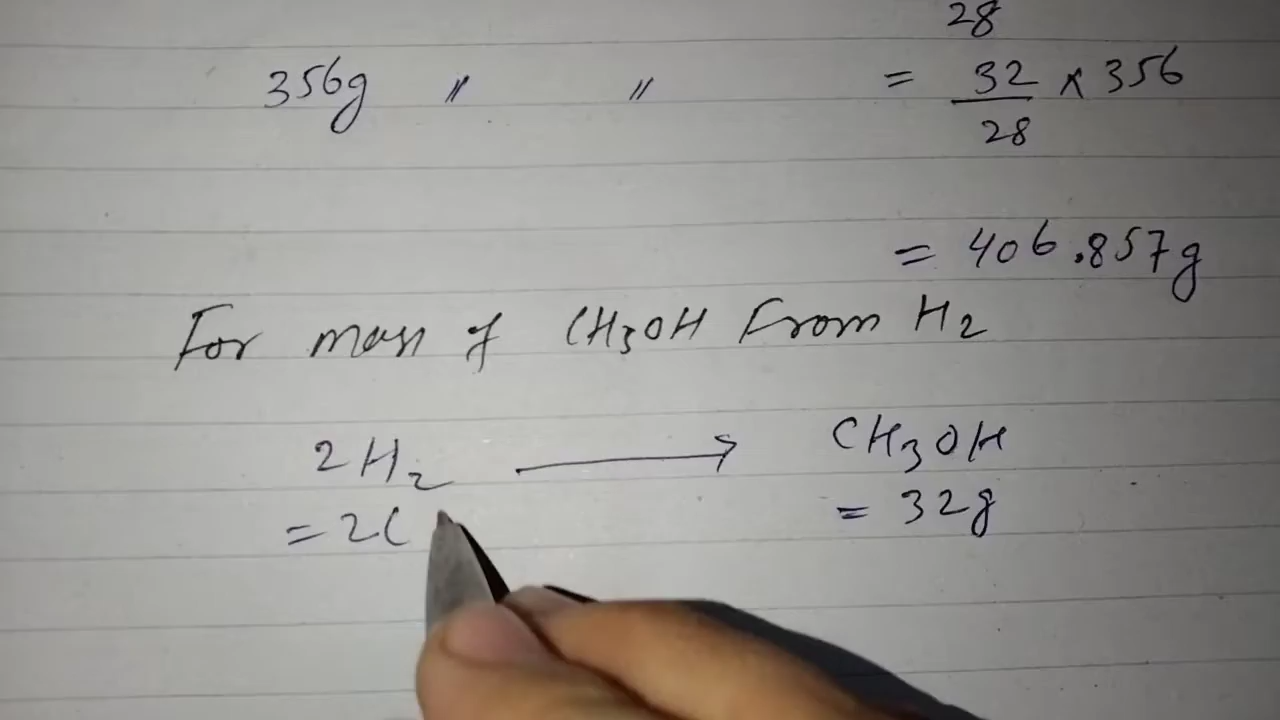 28
356g " " = 32 × 356
28
= 406.857g
For mass of CH3OH From H2
2H2 → CH3OH
= 2( = 32g